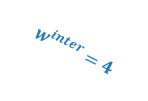 w^inter = 4